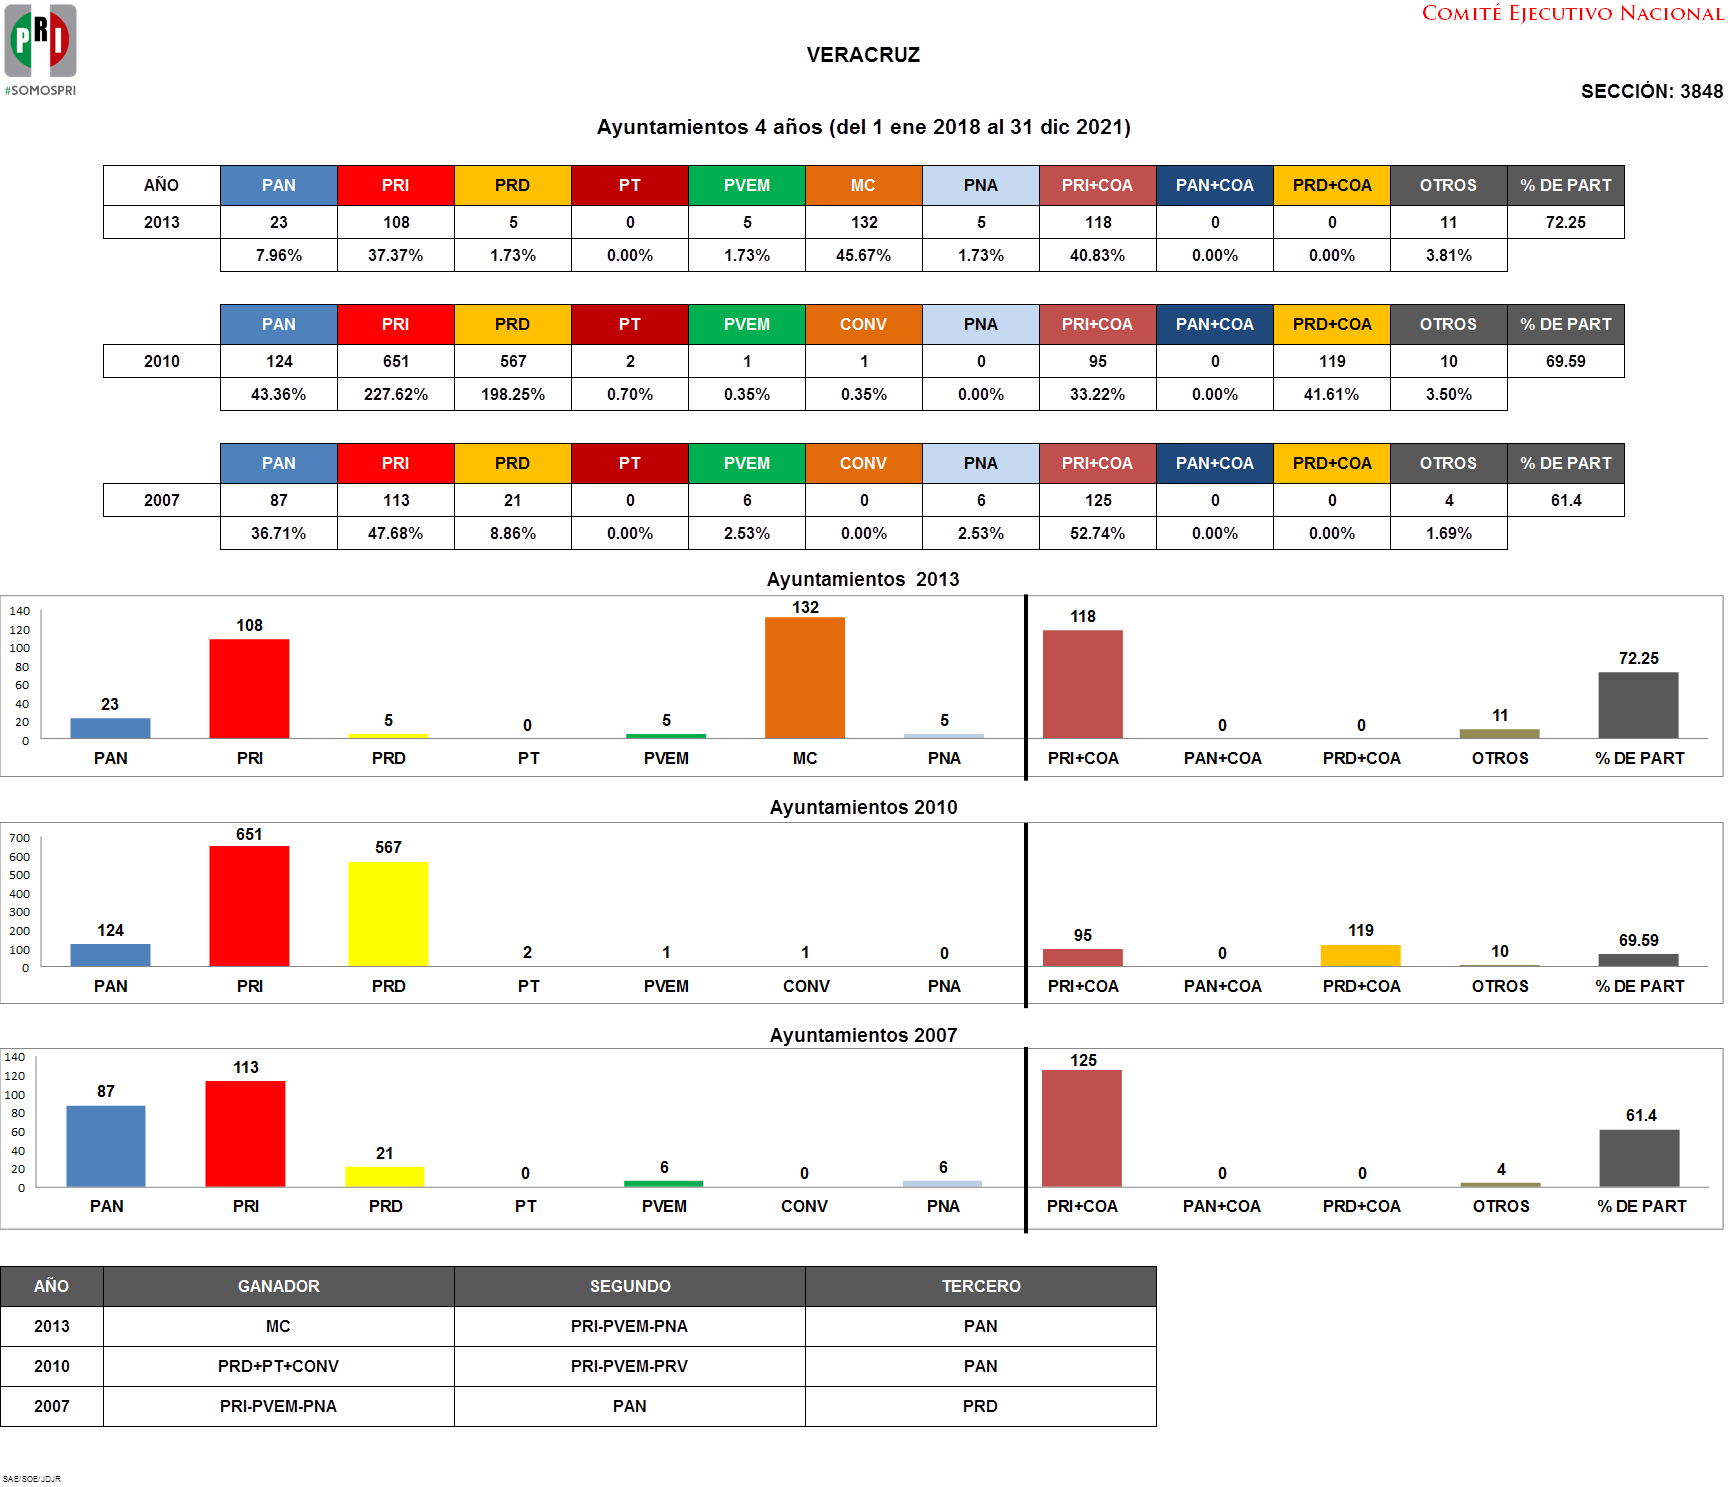 PRI
#SOMOSPRI
COMITÉ EJECUTIVO NACIONAL
VERACRUZ
SECCIÓN: 3848
Ayuntamientos 4 años (del 1 ene 2018 al 31 dic 2021)
AÑO PAN PRI PRD PT PVEM MC PNA PRI+COA PAN+COA PRD+COA OTROS % DE PART
2013 23 108 5 0 5 132 5 118 0 0 11 72.25
7.96% 37.37% 1.73% 0.00% 1.73% 45.67% 1.73% 40.83% 0.00% 0.00% 3.81%
PAN PRI PRD PT PVEM CONV PNA PRI+COA PAN+COA PRD+COA OTROS % DE PART
2010 124 651 567 2 1 1 0 95 0 119 10 69.59
43.36% 227.62% 198.25% 0.70% 0.35% 0.35% 0.00% 33.22% 0.00% 41.61% 3.50%
PAN PRI PRD PT PVEM CONV PNA PRI+COA PAN+COA PRD+COA OTROS % DE PART
2007 87 113 21 0 6 0 6 125 0 0 4 61.4
36.71% 47.68% 8.86% 0.00% 2.53% 0.00% 2.53% 52.74% 0.00% 0.00% 1.69%
Ayuntamientos 2013
140
120
100
80
60
40
20
0
23 108 5 0 5 132 5 118 0 0 11 72.25
PAN PRI PRD PT PVEM MC PNA PRI+COA PAN+COA PRD+COA OTROS % DE PART
Ayuntamientos 2010
700
600
500
400
300
200
100
0
124 651 567 2 1 1 0 95 0 119 10 69.59
PAN PRI PRD PT PVEM CONV PNA PRI+COA PAN+COA PRD+COA OTROS % DE PART
Ayuntamientos 2007
140
120
100
80
60
40
20
0
87 113 21 0 6 0 6 125 0 0 4 61.4
PAN PRI PRD PT PVEM CONV PNA PRI+COA PAN+COA PRD+COA OTROS % DE PART
AÑO GANADOR SEGUNDO TERCERO
2013 MC PRI-PVEM-PNA PAN
2010 PRD+PT+CONV PRI-PVEM-PRV PAN
2007 PRI-PVEM-PNA PAN PRD
SAE/SOE/JDJR